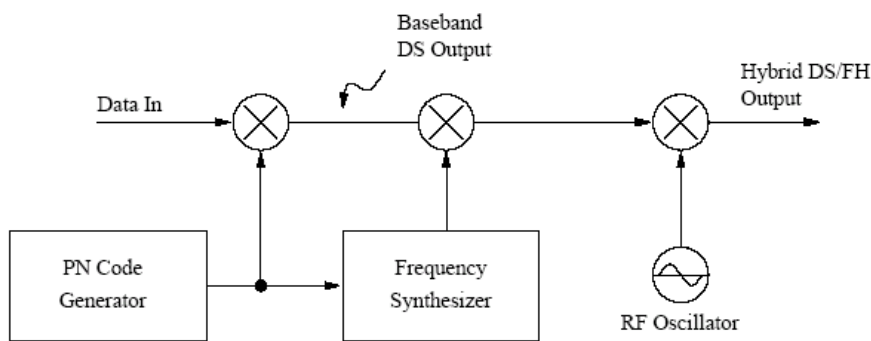 Baseband
DS Output
Hybrid DS/FH
Output
Data In
PN Code
Generator
Frequency
Synthesizer
RF Oscillator